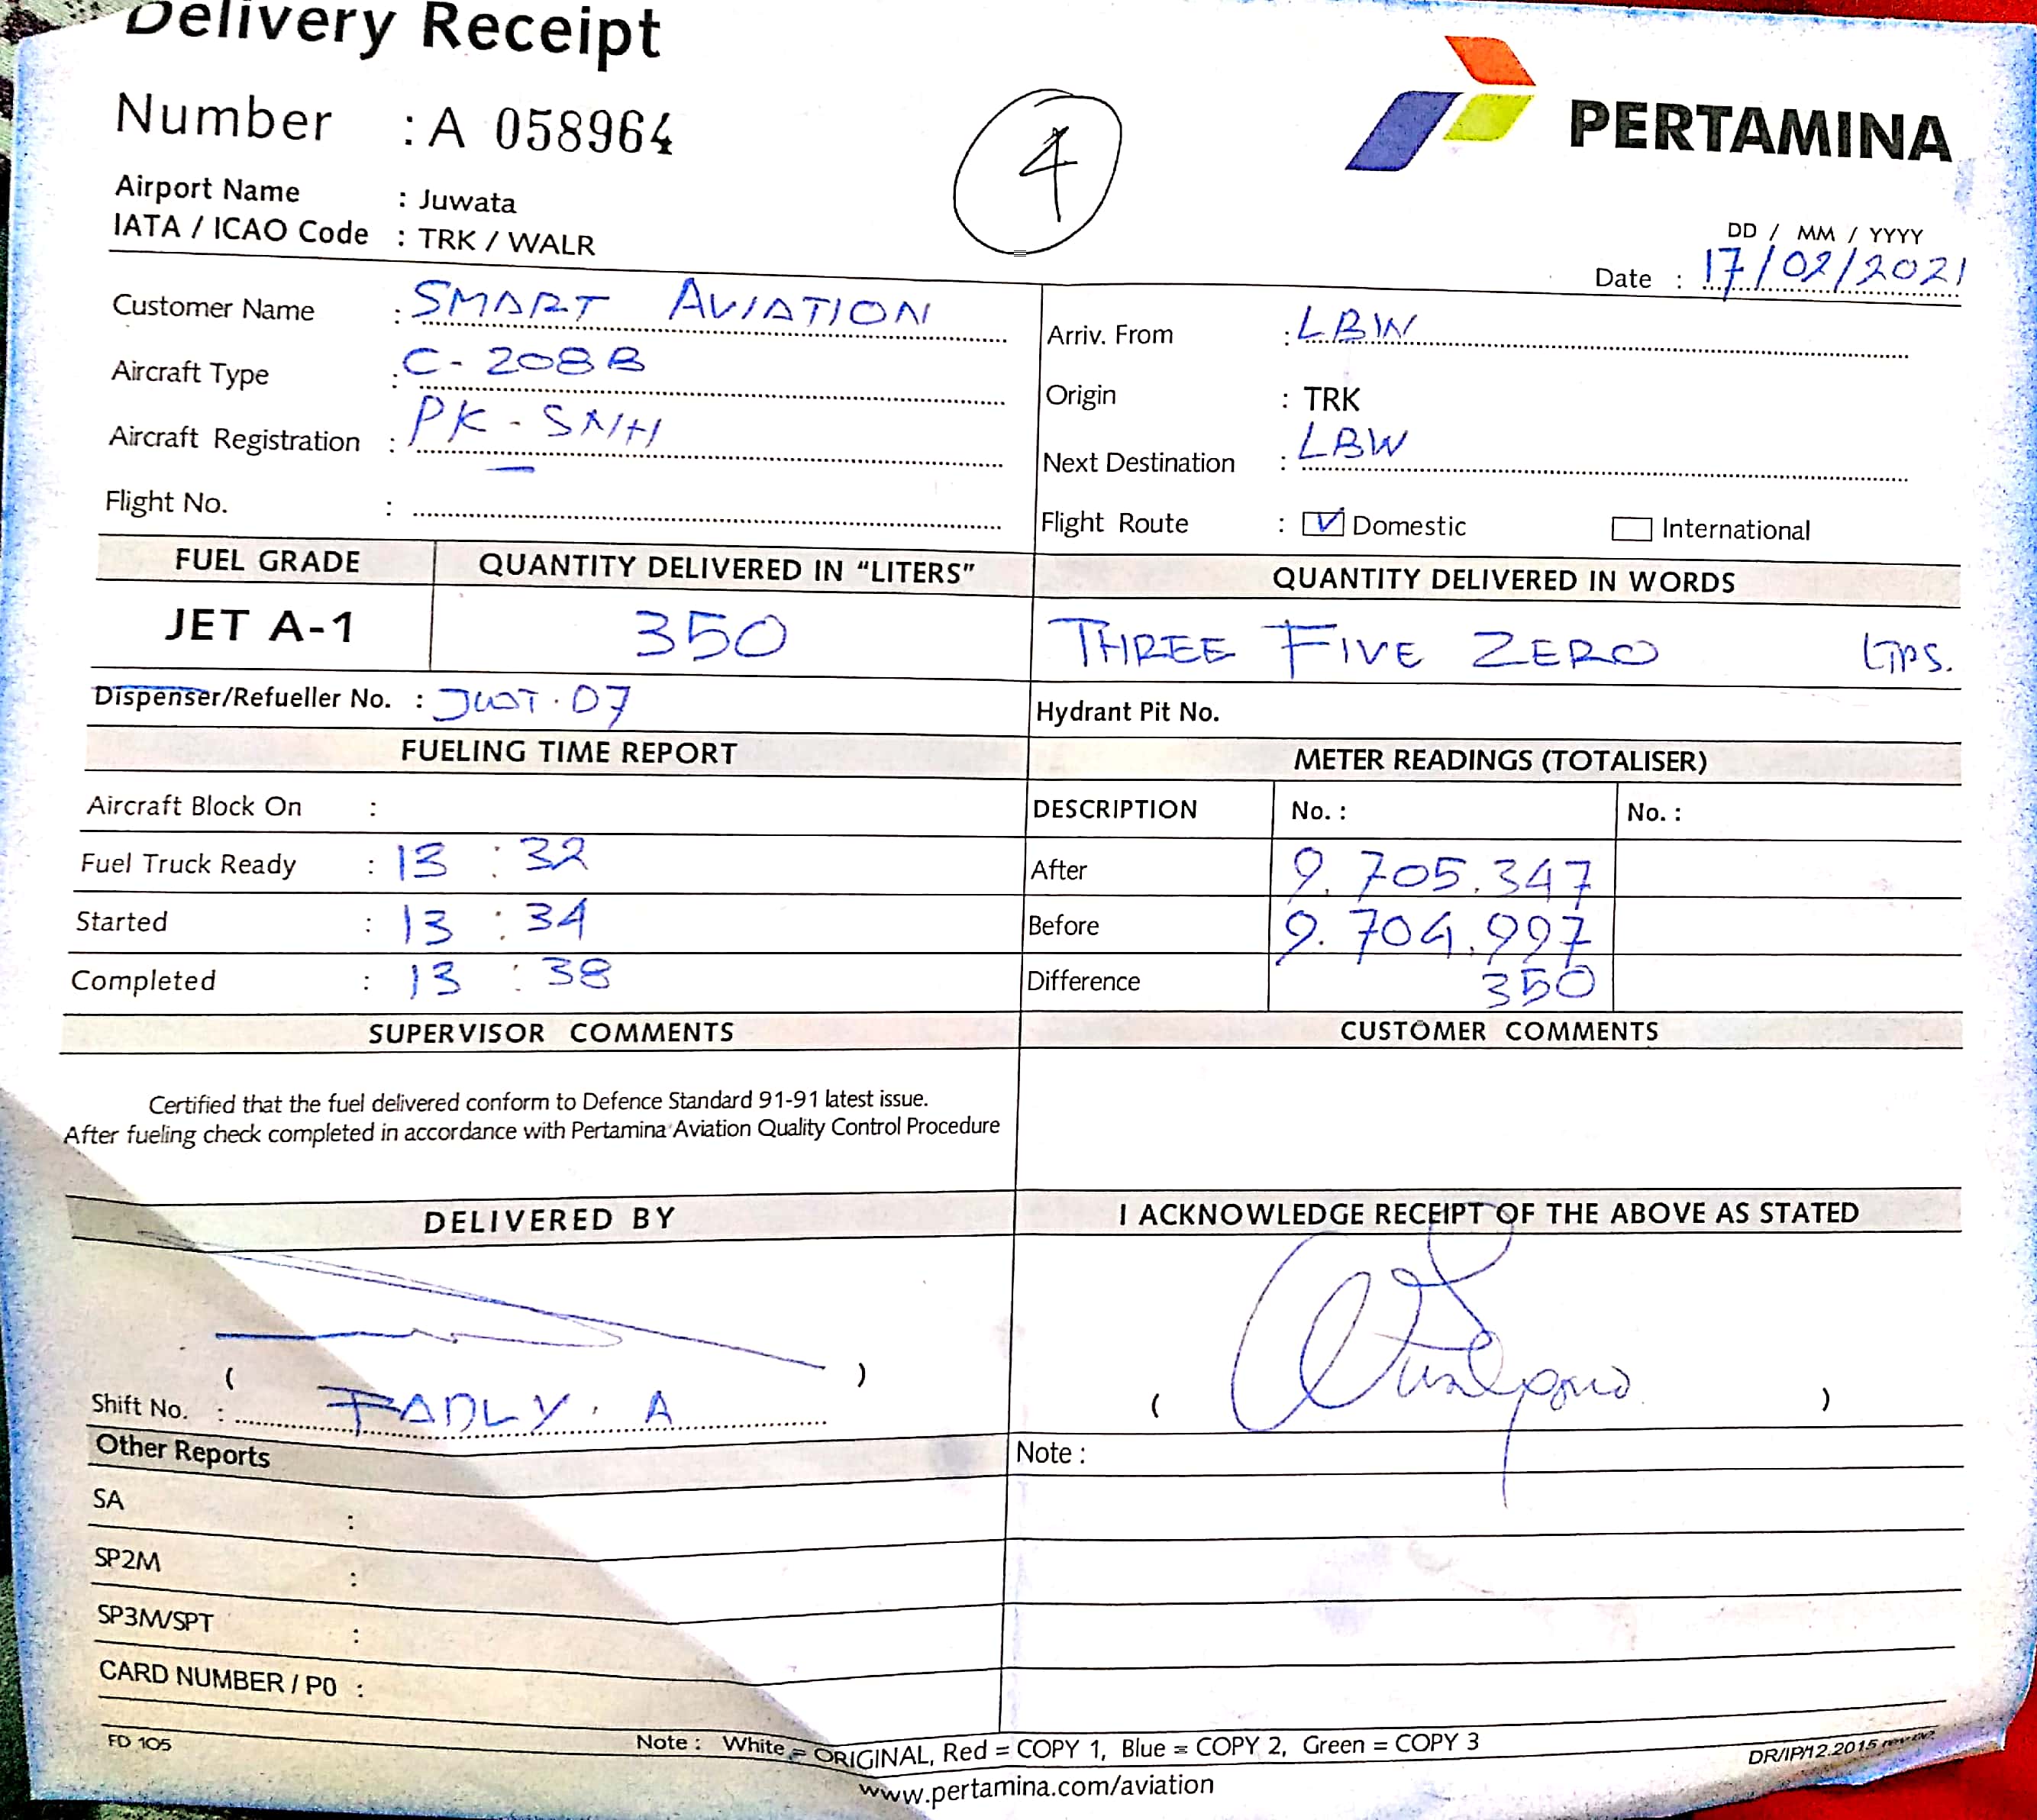 Delivery Receipt
Number : A 058964
4
PERTAMINA
Airport Name : Juwata
IATA / ICAO Code : TRK / WALR
DD / MM / YYYY
Date : 17/02/2021
Customer Name : SMART AVIATION
Arriv. From : LBW
Aircraft Type : C-208B
Origin : TRK
Aircraft Registration : PK-SNH
Next Destination : LBW
Flight No. :
Flight Route : Domestic International
FUEL GRADE QUANTITY DELIVERED IN “LITERS” QUANTITY DELIVERED IN WORDS
JET A-1 350 THREE FIVE ZERO LTRS.
Dispenser/Refueller No. : JUWT.07 Hydrant Pit No.
FUELING TIME REPORT METER READINGS (TOTALISER)
Aircraft Block On : DESCRIPTION No. : No. :
Fuel Truck Ready : 13 : 32 After 9.705.347
Started : 13 : 34 Before 9.704.997
Completed : 13 : 38 Difference 350
SUPERVISOR COMMENTS CUSTOMER COMMENTS
Certified that the fuel delivered conform to Defence Standard 91-91 latest issue.
After fueling check completed in accordance with Pertamina Aviation Quality Control Procedure
DELIVERED BY I ACKNOWLEDGE RECEIPT OF THE ABOVE AS STATED
( ) ( )
Shift No. : FADLY. A
Other Reports Note :
SA :
SP2M :
SP3M/SPT :
CARD NUMBER / PO :
FD 105 Note : White = ORIGINAL, Red = COPY 1, Blue = COPY 2, Green = COPY 3
DR/IP/12.2015
www.pertamina.com/aviation